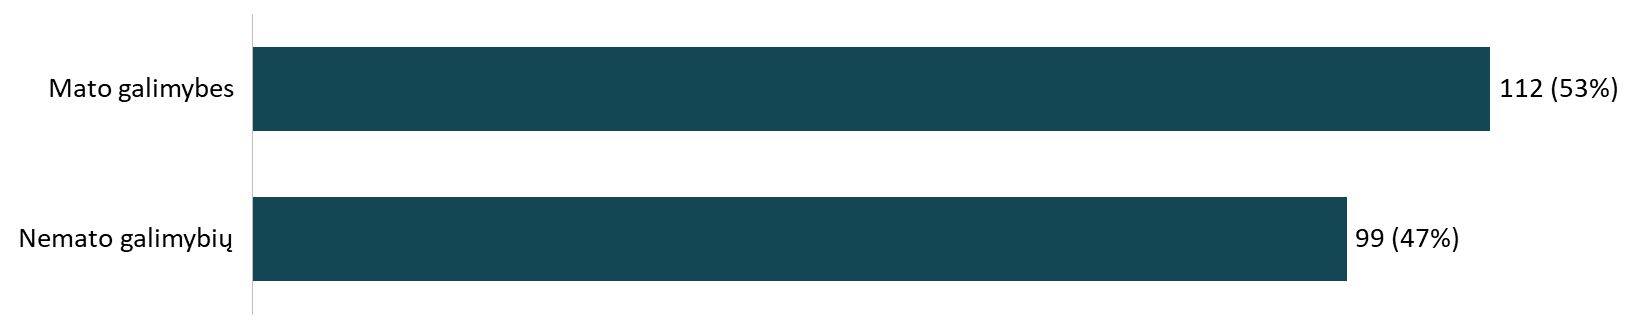 Mato galimybes 112 (53%)
Nemato galimybių 99 (47%)